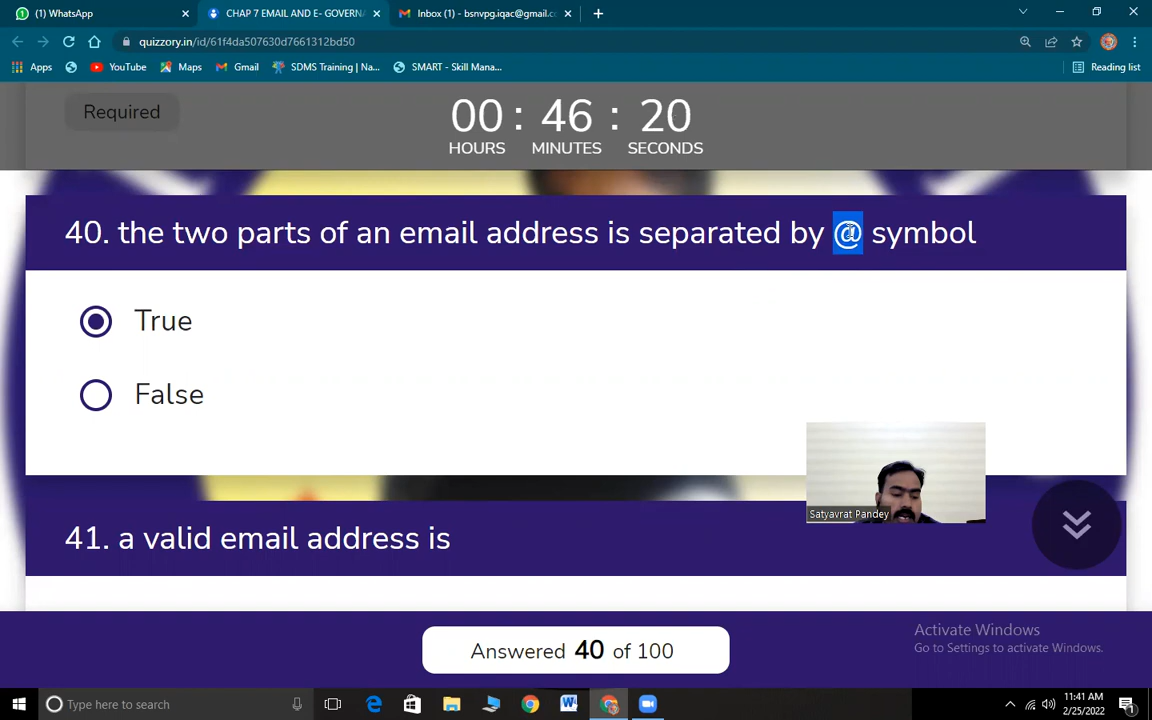 (1) WhatsApp
CHAP 7 EMAIL AND E- GOVERNA
Inbox (1) - bsnvpg.iqac@gmail.co
quizzory.in/id/61f4da507630d7661312bd50
Apps
YouTube
Maps
Gmail
SDMS Training | Na...
SMART - Skill Mana...
Reading list
Required
00 : 46 : 20
HOURS MINUTES SECONDS
40. the two parts of an email address is separated by @ symbol
True
False
Satyavrat Pandey
41. a valid email address is
Answered 40 of 100
Activate Windows
Go to Settings to activate Windows.
Type here to search
11:41 AM
2/25/2022
1